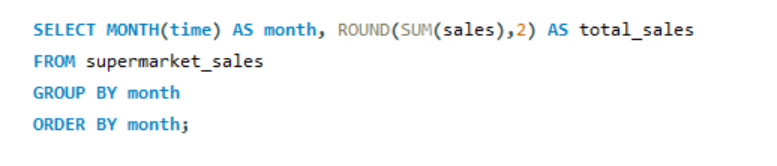 SELECT MONTH(time) AS month, ROUND(SUM(sales),2) AS total_sales
FROM supermarket_sales
GROUP BY month
ORDER BY month;